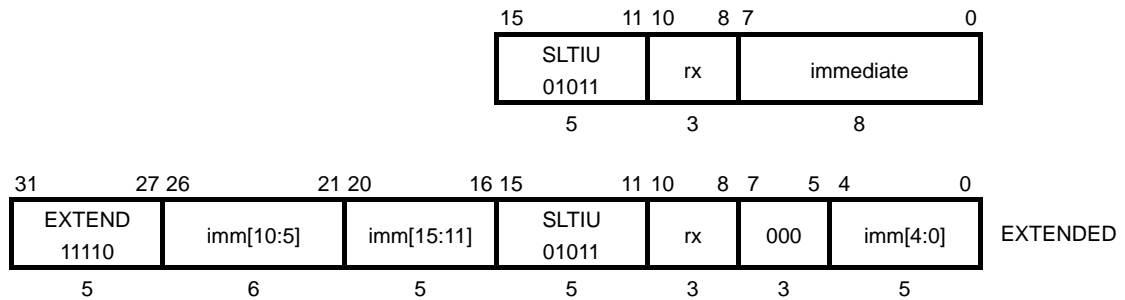 15 11 10 8 7 0
SLTIU
01011 rx immediate
5 3 8
31 27 26 21 20 16 15 11 10 8 7 5 4 0
EXTEND
11110 imm[10:5] imm[15:11] SLTIU
01011 rx 000 imm[4:0] EXTENDED
5 6 5 5 3 3 5